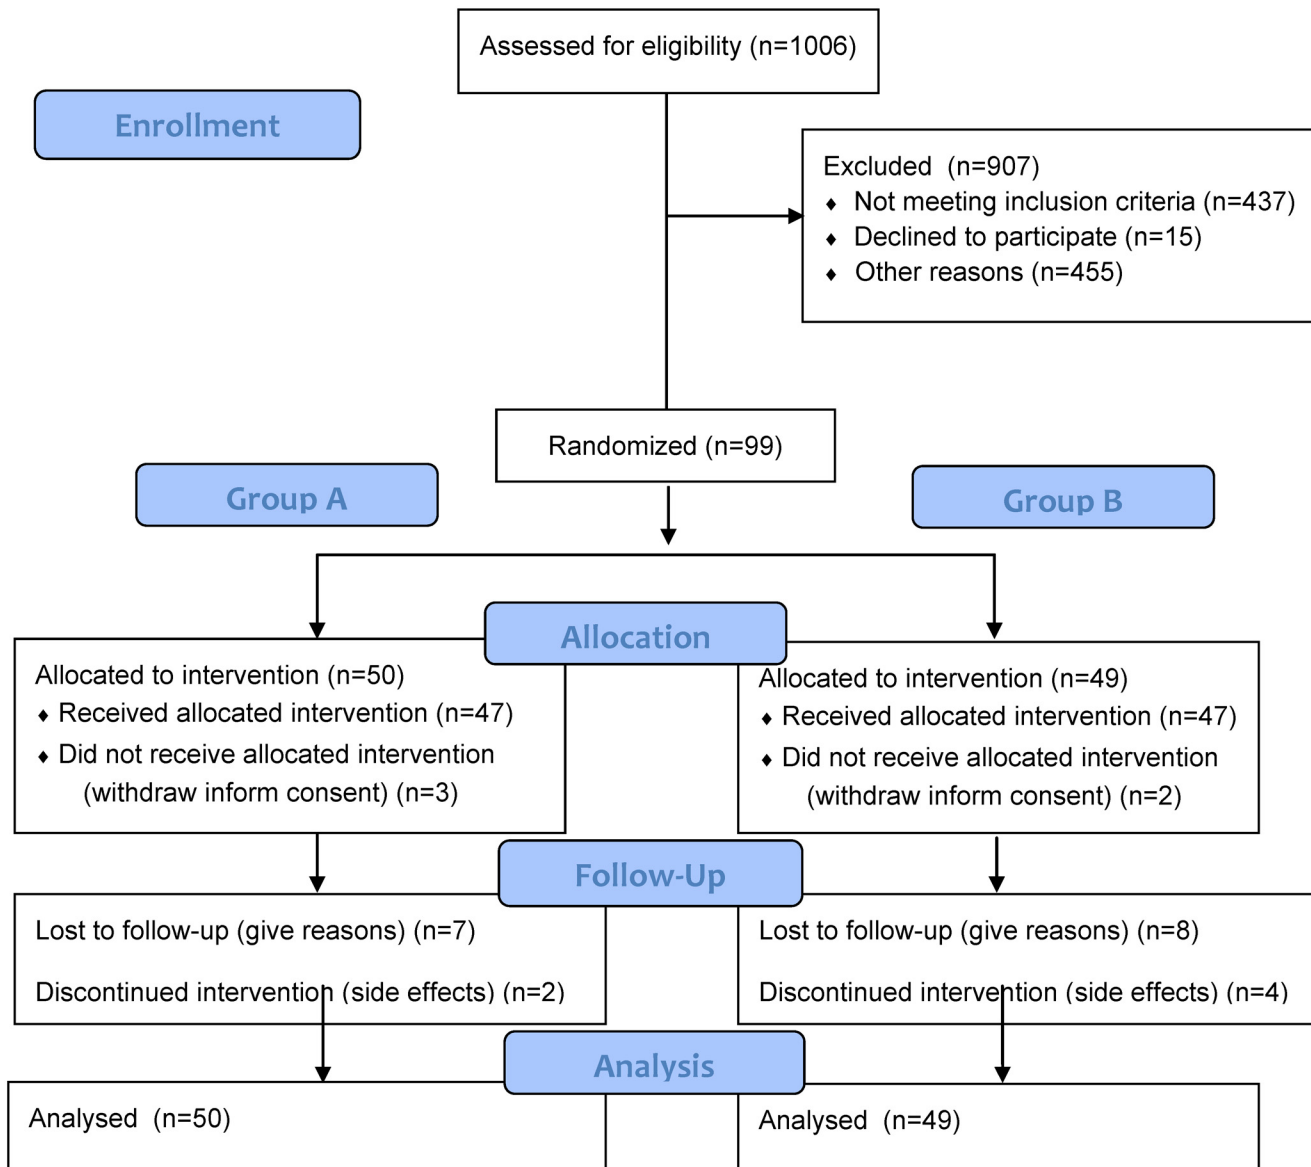 Assessed for eligibility (n=1006)
Enrollment
Excluded (n=907)
♦ Not meeting inclusion criteria (n=437)
♦ Declined to participate (n=15)
♦ Other reasons (n=455)
Randomized (n=99)
Group A
Group B
Allocation
Allocated to intervention (n=50)
♦ Received allocated intervention (n=47)
♦ Did not receive allocated intervention
(withdraw inform consent) (n=3)
Allocated to intervention (n=49)
♦ Received allocated intervention (n=47)
♦ Did not receive allocated intervention
(withdraw inform consent) (n=2)
Follow-Up
Lost to follow-up (give reasons) (n=7)
Discontinued intervention (side effects) (n=2)
Lost to follow-up (give reasons) (n=8)
Discontinued intervention (side effects) (n=4)
Analysis
Analysed (n=50)
Analysed (n=49)